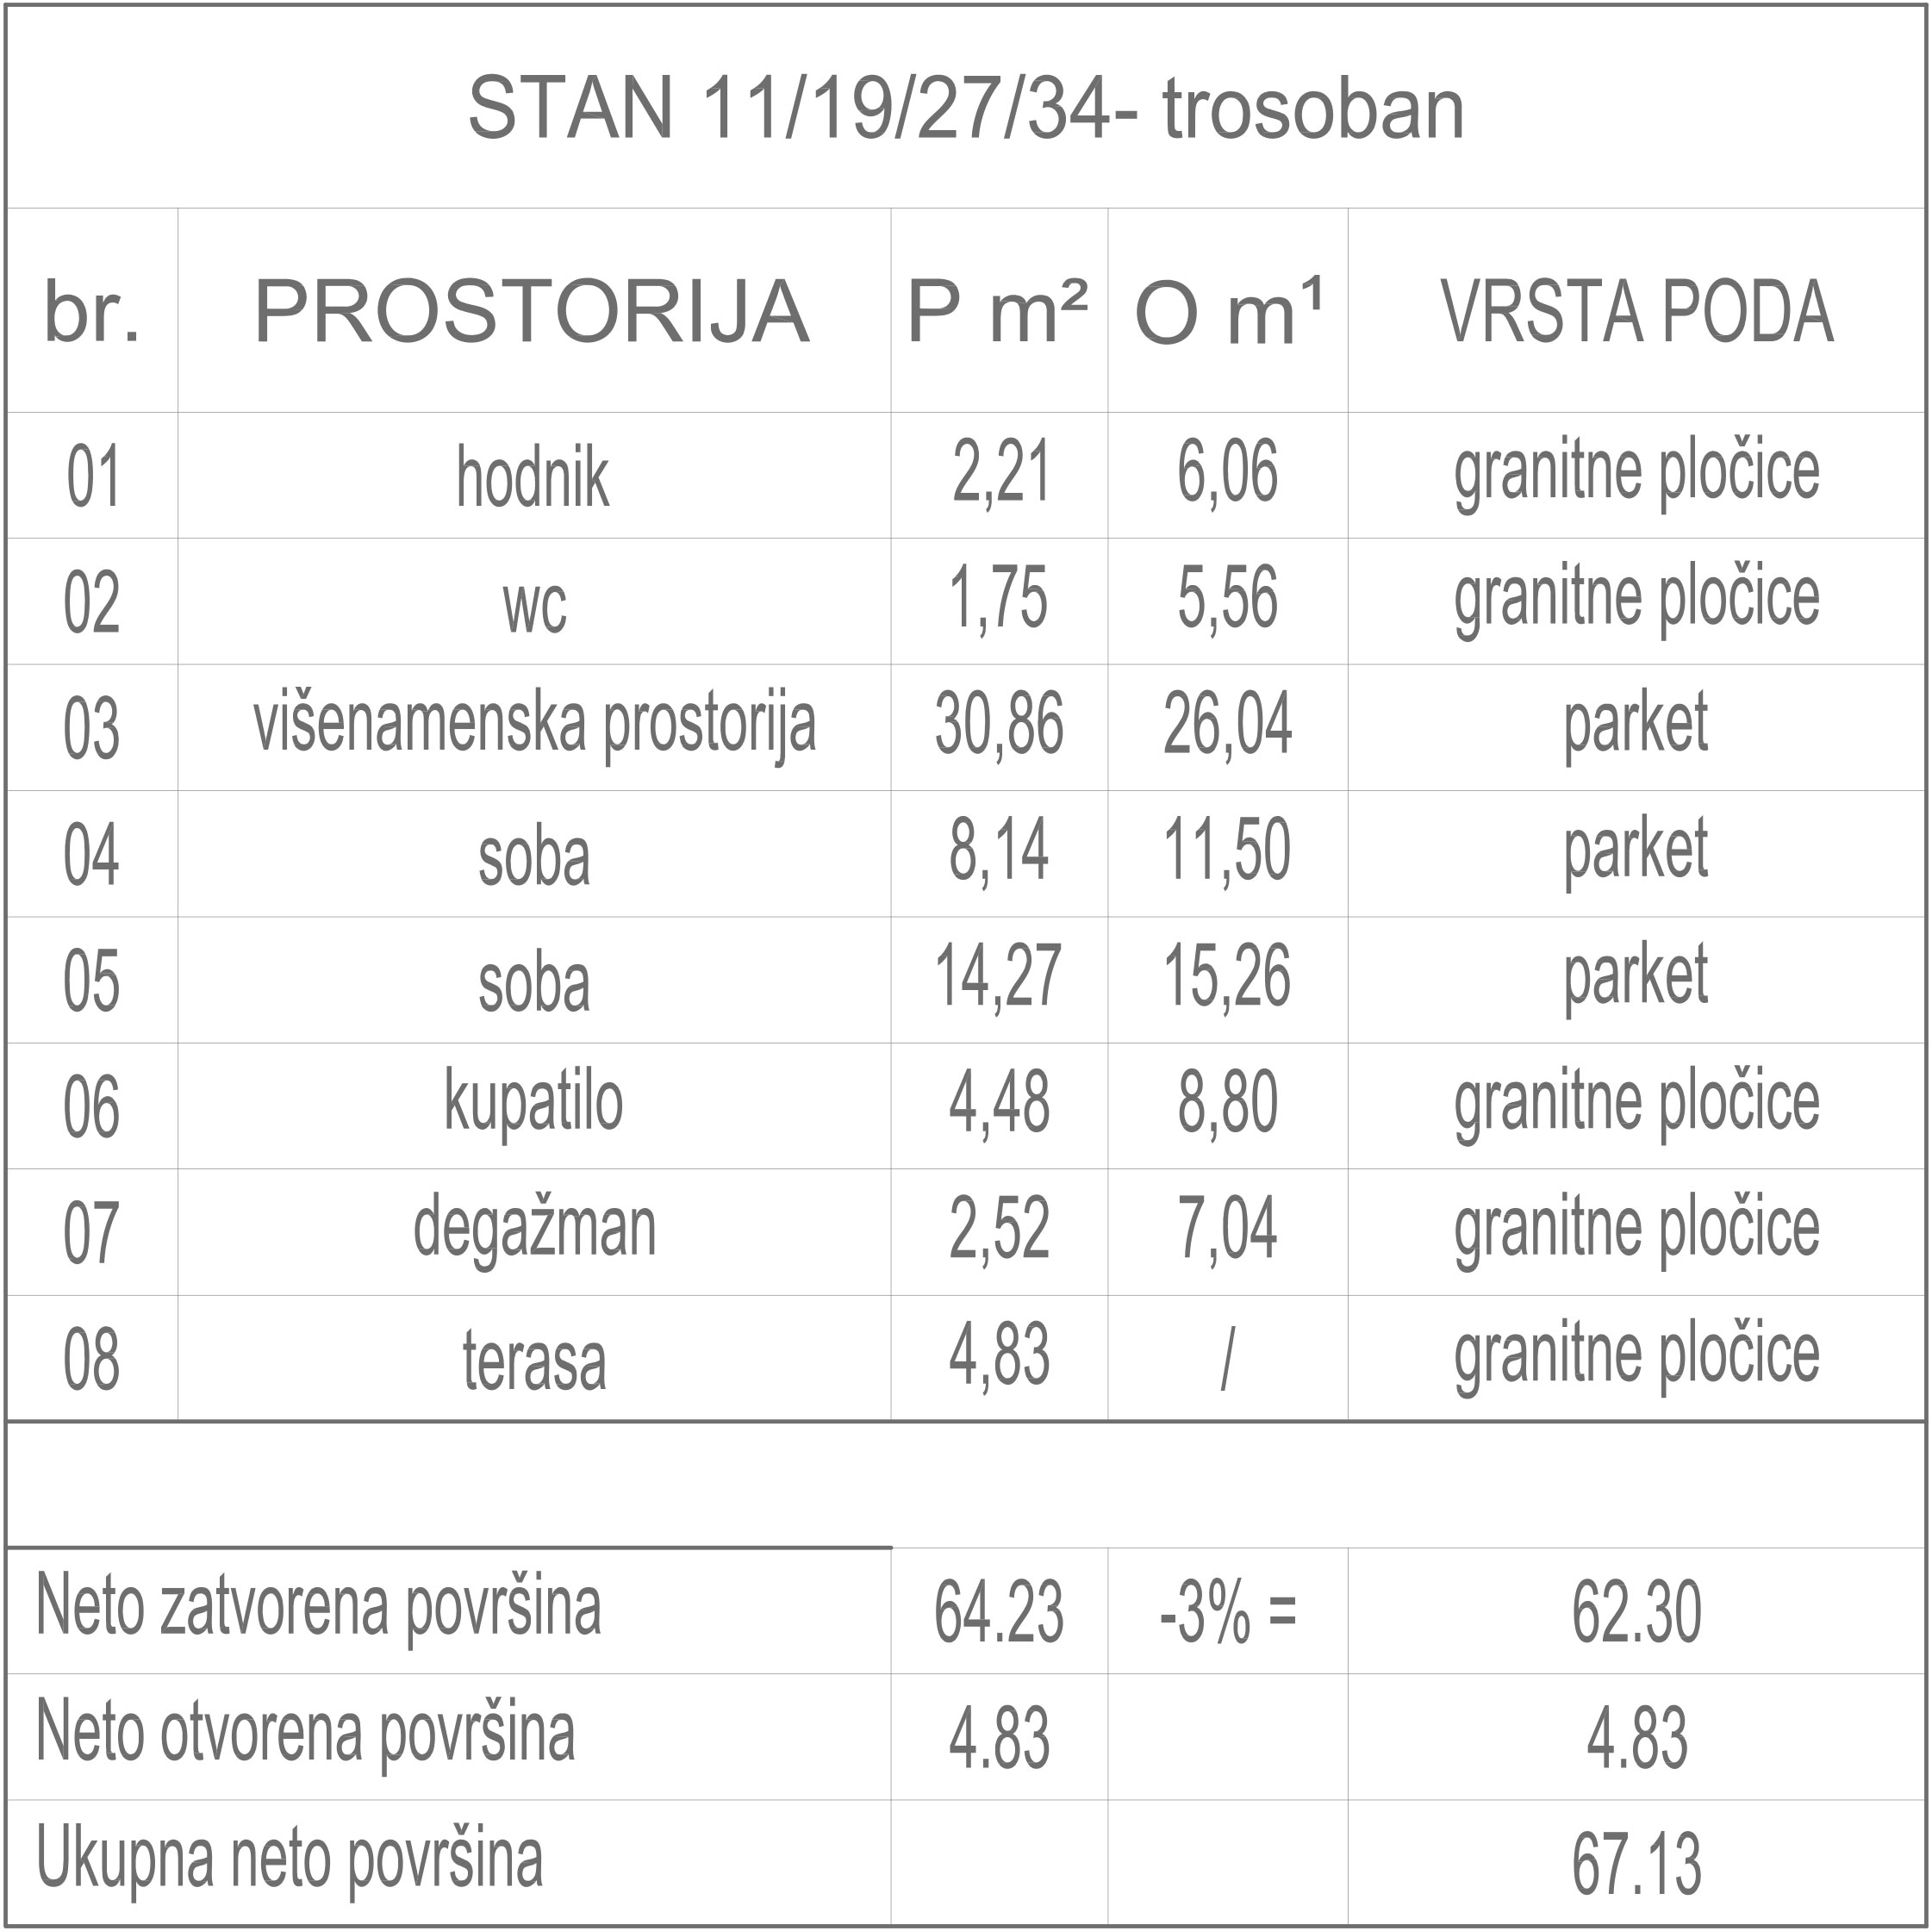 STAN 11/19/27/34- trosoban
br. PROSTORIJA P m² O m¹ VRSTA PODA
01 hodnik 2,21 6,06 granitne pločice
02 wc 1,75 5,56 granitne pločice
03 višenamenska prostorija 30,86 26,04 parket
04 soba 8,14 11,50 parket
05 soba 14,27 15,26 parket
06 kupatilo 4,48 8,80 granitne pločice
07 degažman 2,52 7,04 granitne pločice
08 terasa 4,83 / granitne pločice
Neto zatvorena površina 64.23 -3% = 62.30
Neto otvorena površina 4.83 4.83
Ukupna neto površina 67.13